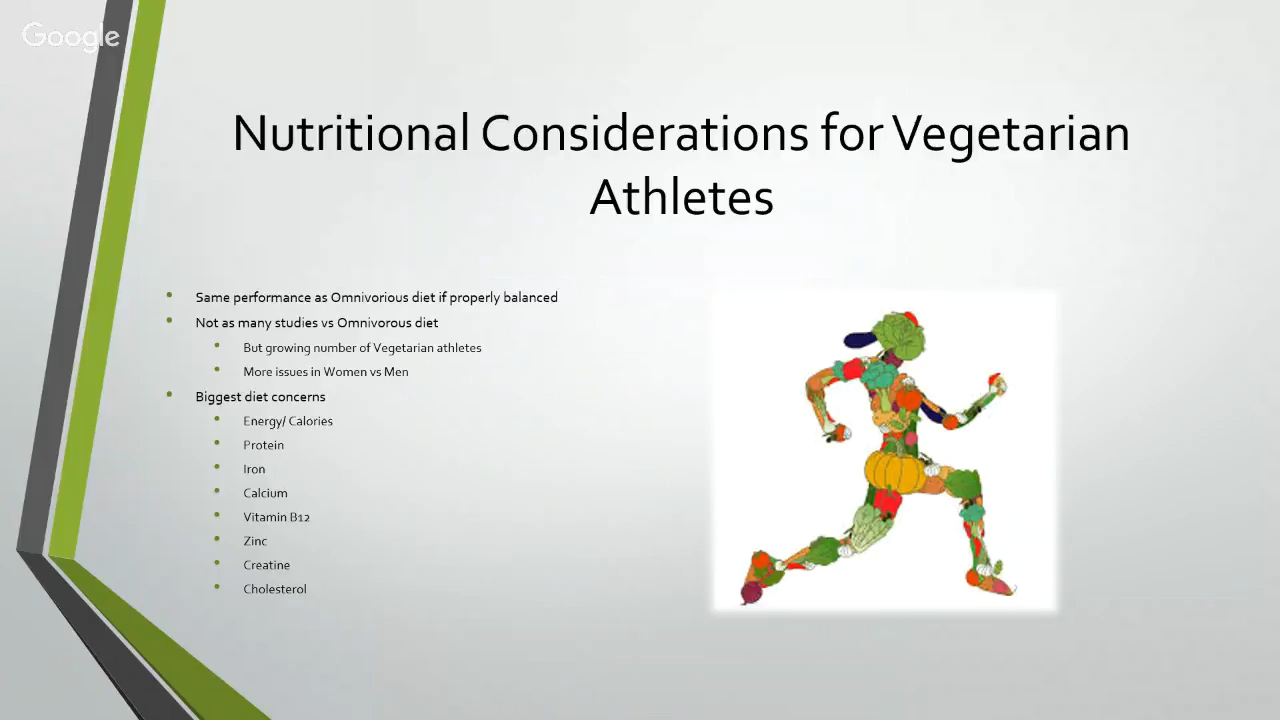 Google
Nutritional Considerations for Vegetarian
Athletes
Same performance as Omnivorious diet if properly balanced
Not as many studies vs Omnivorous diet
But growing number of Vegetarian athletes
More issues in Women vs Men
Biggest diet concerns
Energy/ Calories
Protein
Iron
Calcium
Vitamin B12
Zinc
Creatine
Cholesterol